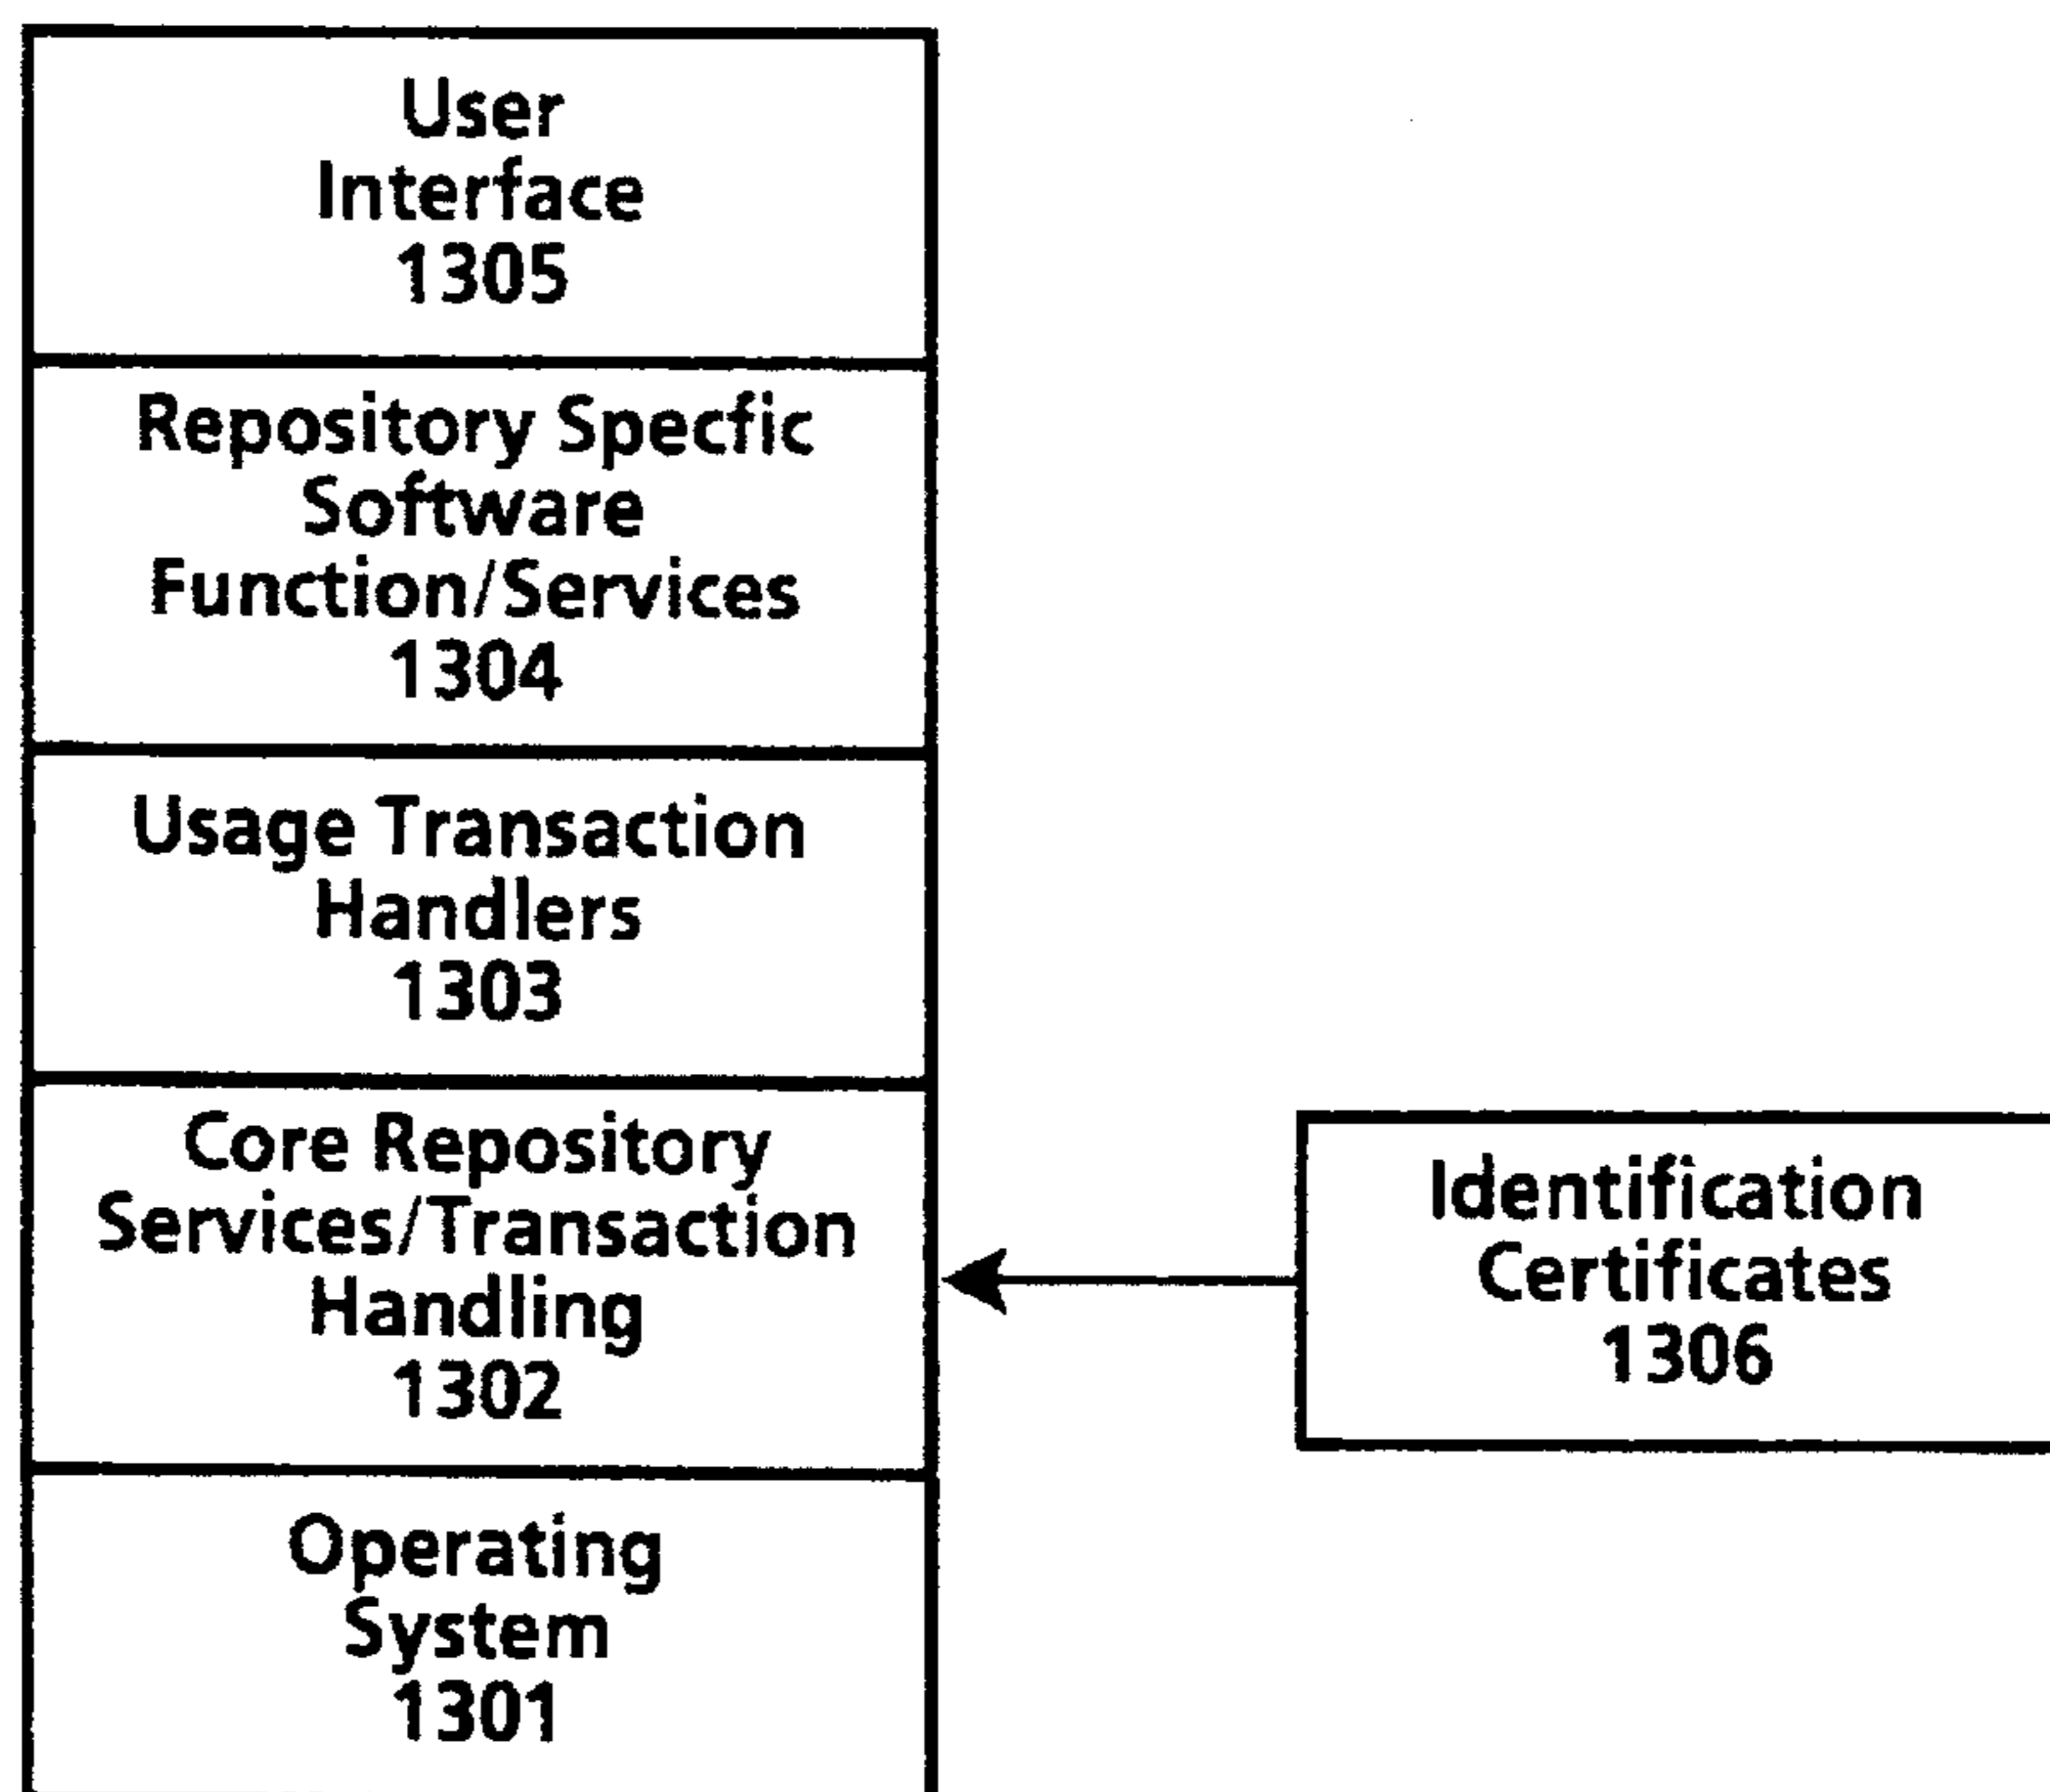 User
Interface
1305
Repository Specfic
Software
Function/Services
1304
Usage Transaction
Handlers
1303
Core Repository
Services/Transaction
Handling
1302
Identification
Certificates
1306
Operating
System
1301